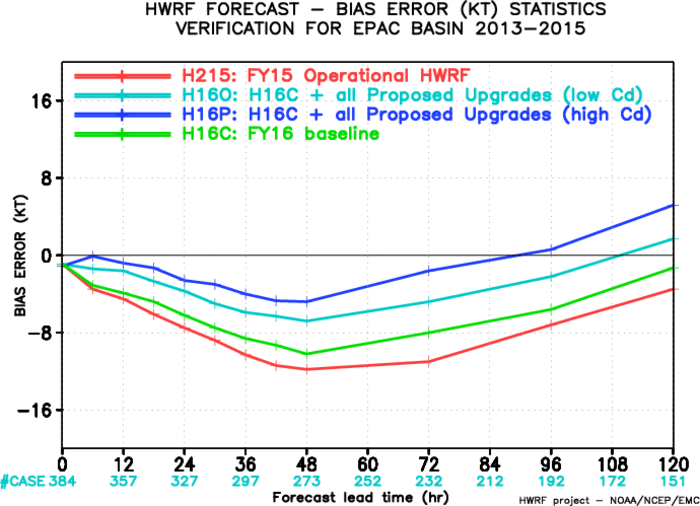 HWRF FORECAST – BIAS ERROR (KT) STATISTICS
VERIFICATION FOR EPAC BASIN 2013–2015
H215: FY15 Operational HWRF
H16O: H16C + all Proposed Upgrades (low Cd)
H16P: H16C + all Proposed Upgrades (high Cd)
H16C: FY16 baseline
BIAS ERROR (KT)
16
8
0
−8
−16
0 12 24 36 48 60 72 84 96 108 120
#CASE 384 357 327 297 273 252 232 212 192 172 151
Forecast lead time (hr)
HWRF project – NOAA/NCEP/EMC